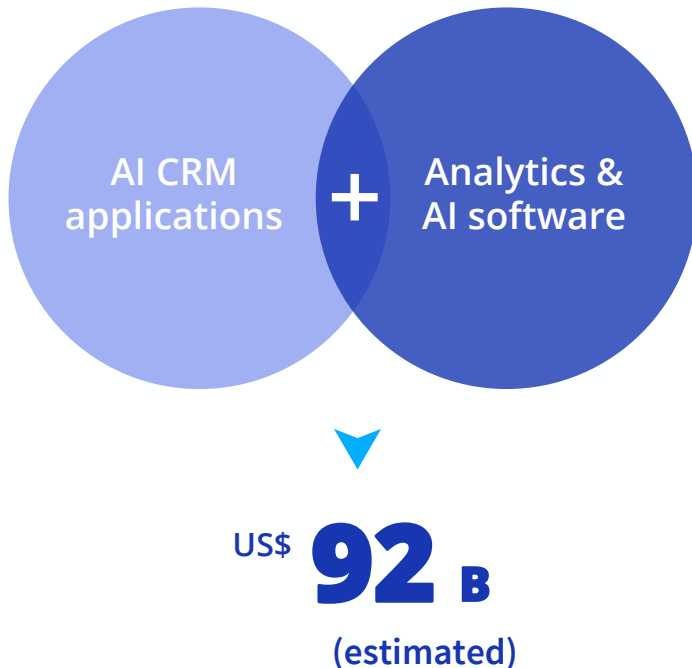 AI CRM
applications
+
Analytics &
AI software
US$ 92 B
(estimated)